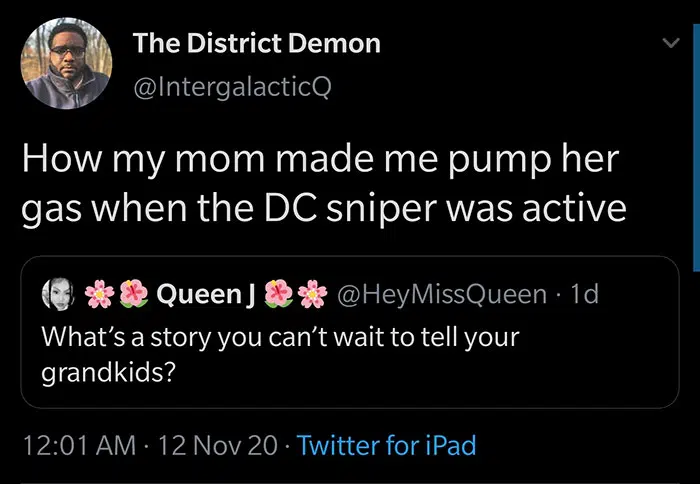 The District Demon
@IntergalacticQ
How my mom made me pump her
gas when the DC sniper was active
🌸🌺 Queen J 🌺🌸 @HeyMissQueen · 1d
What's a story you can't wait to tell your
grandkids?
12:01 AM · 12 Nov 20 · Twitter for iPad